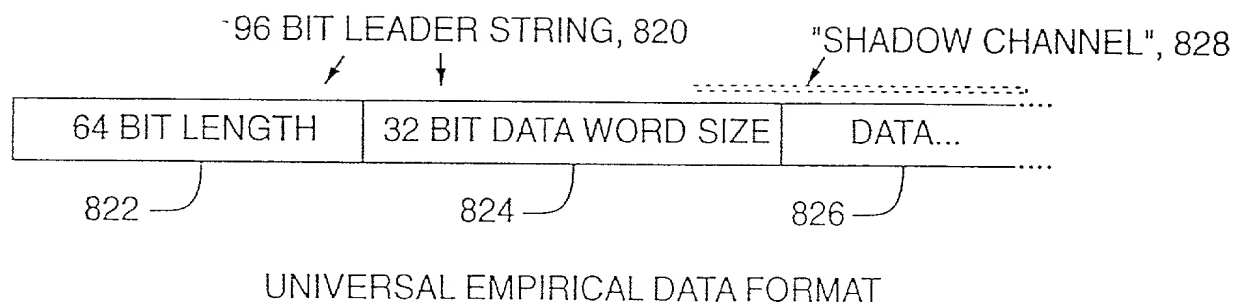 96 BIT LEADER STRING, 820
"SHADOW CHANNEL", 828
64 BIT LENGTH
32 BIT DATA WORD SIZE
DATA...
822
824
826
UNIVERSAL EMPIRICAL DATA FORMAT